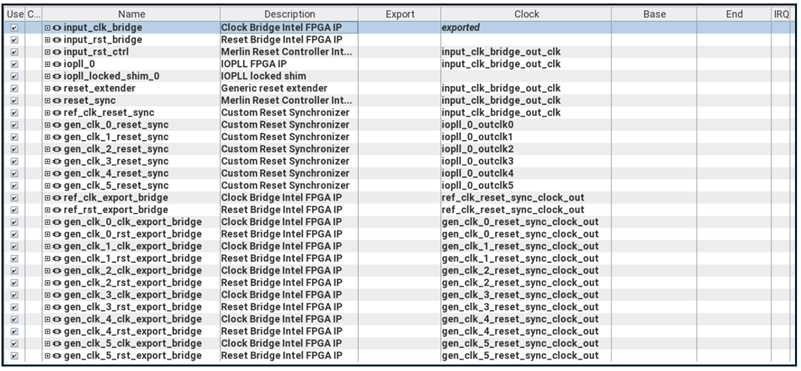 Use C... Name Description Export Clock Base End IRQ
input_clk_bridge Clock Bridge Intel FPGA IP exported
input_rst_bridge Reset Bridge Intel FPGA IP
input_rst_ctrl Merlin Reset Controller Int... input_clk_bridge_out_clk
iopll_0 IOPLL FPGA IP input_clk_bridge_out_clk
iopll_locked_shim_0 IOPLL locked shim
reset_extender Generic reset extender input_clk_bridge_out_clk
reset_sync Merlin Reset Controller Int... input_clk_bridge_out_clk
ref_clk_reset_sync Custom Reset Synchronizer input_clk_bridge_out_clk
gen_clk_0_reset_sync Custom Reset Synchronizer iopll_0_outclk0
gen_clk_1_reset_sync Custom Reset Synchronizer iopll_0_outclk1
gen_clk_2_reset_sync Custom Reset Synchronizer iopll_0_outclk2
gen_clk_3_reset_sync Custom Reset Synchronizer iopll_0_outclk3
gen_clk_4_reset_sync Custom Reset Synchronizer iopll_0_outclk4
gen_clk_5_reset_sync Custom Reset Synchronizer iopll_0_outclk5
ref_clk_export_bridge Clock Bridge Intel FPGA IP ref_clk_reset_sync_clock_out
ref_rst_export_bridge Reset Bridge Intel FPGA IP ref_clk_reset_sync_clock_out
gen_clk_0_clk_export_bridge Clock Bridge Intel FPGA IP gen_clk_0_reset_sync_clock_out
gen_clk_0_rst_export_bridge Reset Bridge Intel FPGA IP gen_clk_0_reset_sync_clock_out
gen_clk_1_clk_export_bridge Clock Bridge Intel FPGA IP gen_clk_1_reset_sync_clock_out
gen_clk_1_rst_export_bridge Reset Bridge Intel FPGA IP gen_clk_1_reset_sync_clock_out
gen_clk_2_clk_export_bridge Clock Bridge Intel FPGA IP gen_clk_2_reset_sync_clock_out
gen_clk_2_rst_export_bridge Reset Bridge Intel FPGA IP gen_clk_2_reset_sync_clock_out
gen_clk_3_clk_export_bridge Clock Bridge Intel FPGA IP gen_clk_3_reset_sync_clock_out
gen_clk_3_rst_export_bridge Reset Bridge Intel FPGA IP gen_clk_3_reset_sync_clock_out
gen_clk_4_clk_export_bridge Clock Bridge Intel FPGA IP gen_clk_4_reset_sync_clock_out
gen_clk_4_rst_export_bridge Reset Bridge Intel FPGA IP gen_clk_4_reset_sync_clock_out
gen_clk_5_clk_export_bridge Clock Bridge Intel FPGA IP gen_clk_5_reset_sync_clock_out
gen_clk_5_rst_export_bridge Reset Bridge Intel FPGA IP gen_clk_5_reset_sync_clock_out